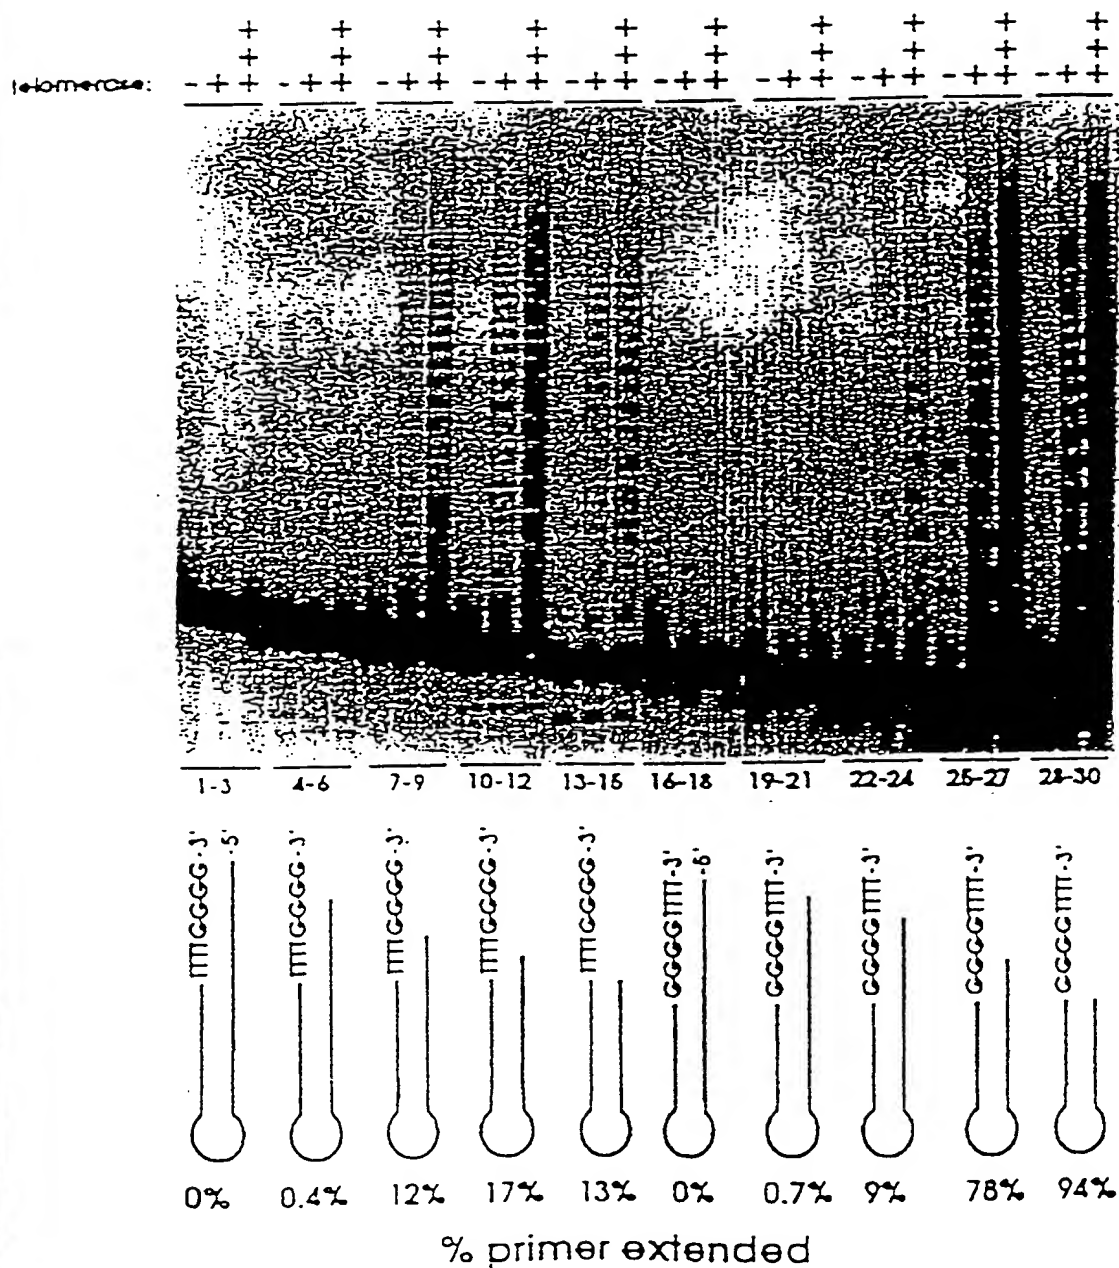 + + + + + + + + + +
+ + + + + + + + + +
telomerase: - + + - + + - + + - + + - + + - + + - + + - + + - + + - + +
1-3 4-6 7-9 10-12 13-15 16-18 19-21 22-24 25-27 28-30
TTTTGGGG-3' -5' TTTTGGGG-3' TTTTGGGG-3' TTTTGGGG-3' TTTTGGGG-3' GGGGTTTT-3' -5' GGGGTTTT-3' GGGGTTTT-3' GGGGTTTT-3' GGGGTTTT-3'
0% 0.4% 12% 17% 13% 0% 0.7% 9% 78% 94%
% primer extended